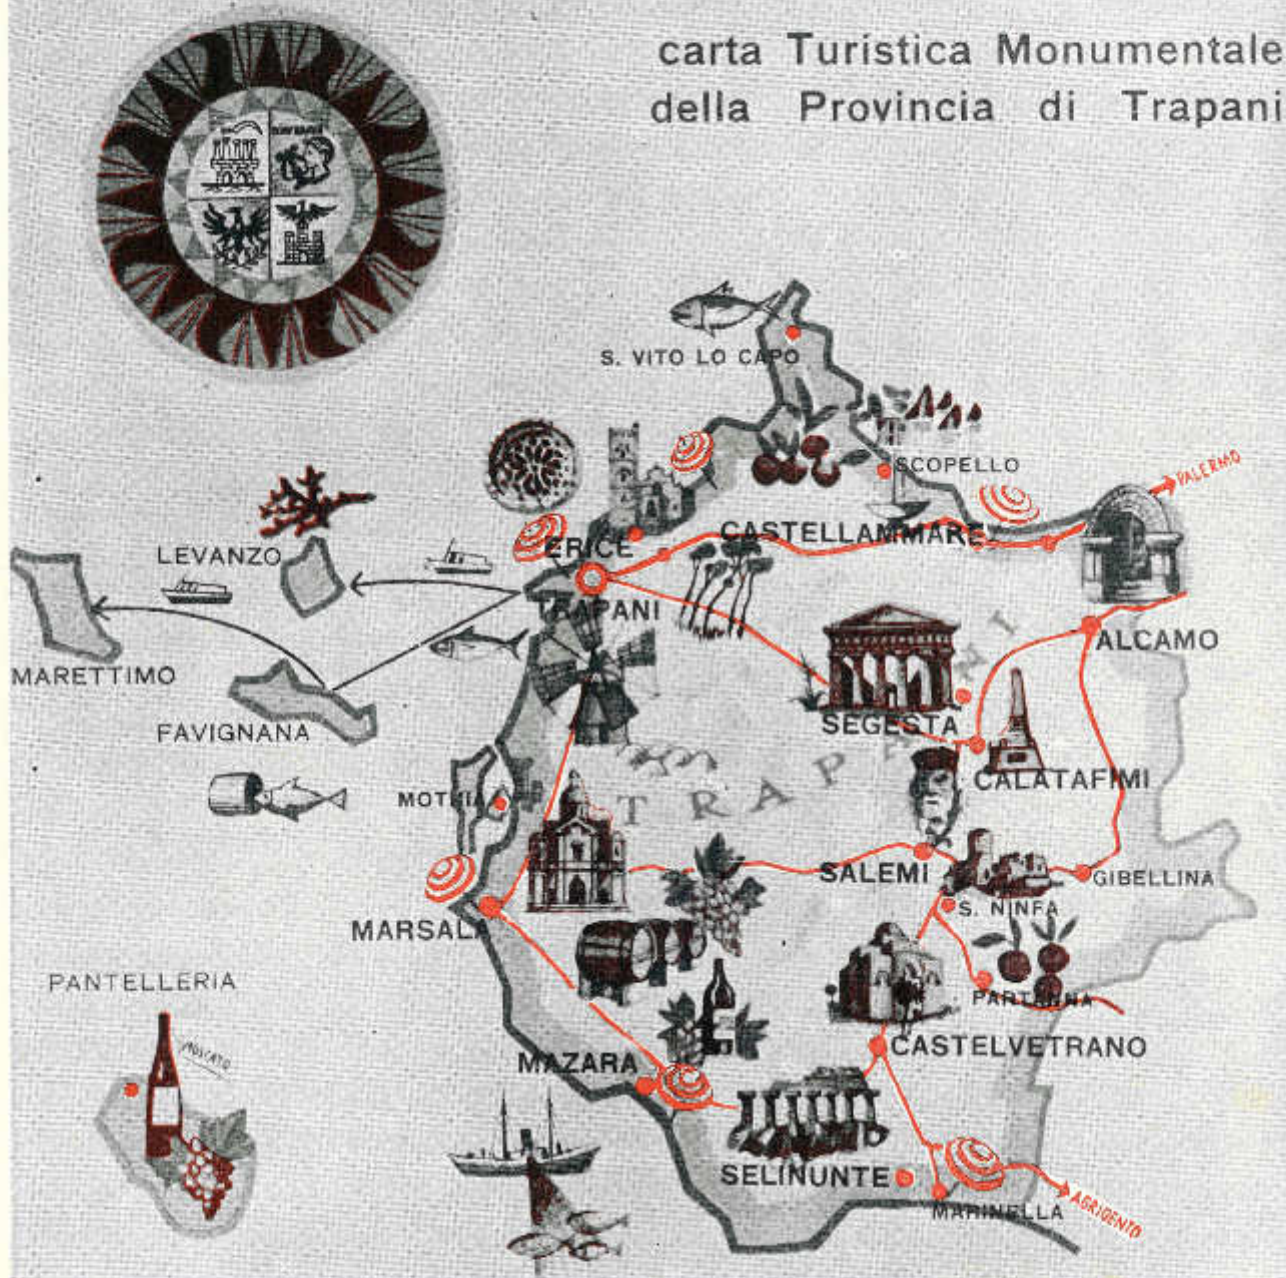 carta Turistica Monumentale
della Provincia di Trapani
S. VITO LO CAPO
SCOPELLO
PALERMO
LEVANZO
ERICE
CASTELLAMMARE
TRAPANI
ALCAMO
MARETTIMO
FAVIGNANA
SEGESTA
CALATAFIMI
MOTHIA
TRAPANI
SALEMI
GIBELLINA
S. NINFA
MARSALA
PANTELLERIA
PARTANNA
MOSCATO
MAZARA
CASTELVETRANO
SELINUNTE
MARINELLA
AGRIGENTO